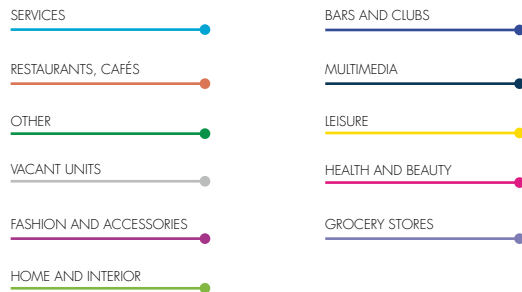 SERVICES
RESTAURANTS, CAFÉS
OTHER
VACANT UNITS
FASHION AND ACCESSORIES
HOME AND INTERIOR
BARS AND CLUBS
MULTIMEDIA
LEISURE
HEALTH AND BEAUTY
GROCERY STORES